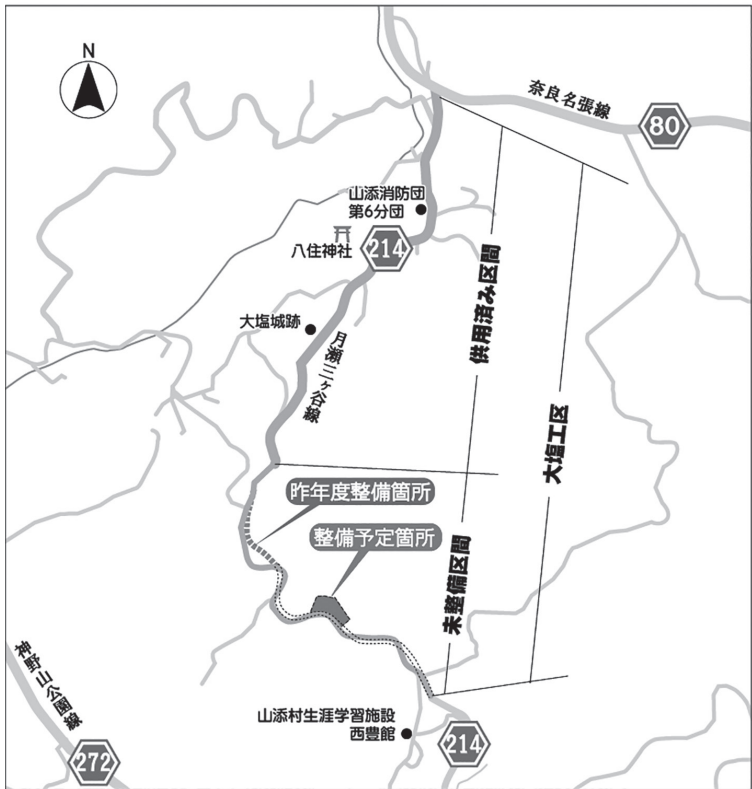 N
奈良名張線
80
山添消防団
第6分団
八住神社
214
供用済み区間
大塩城跡
月瀬三ヶ谷線
大塩工区
昨年度整備箇所
整備予定箇所
未整備区間
神野山公園線
山添村生涯学習施設
西豊館
214
272